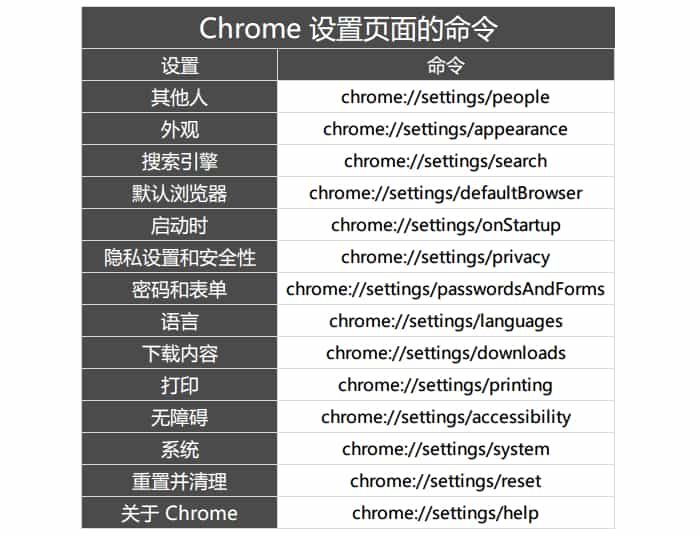 Chrome 设置页面的命令
设置 命令
其他人 chrome://settings/people
外观 chrome://settings/appearance
搜索引擎 chrome://settings/search
默认浏览器 chrome://settings/defaultBrowser
启动时 chrome://settings/onStartup
隐私设置和安全性 chrome://settings/privacy
密码和表单 chrome://settings/passwordsAndForms
语言 chrome://settings/languages
下载内容 chrome://settings/downloads
打印 chrome://settings/printing
无障碍 chrome://settings/accessibility
系统 chrome://settings/system
重置并清理 chrome://settings/reset
关于 Chrome chrome://settings/help